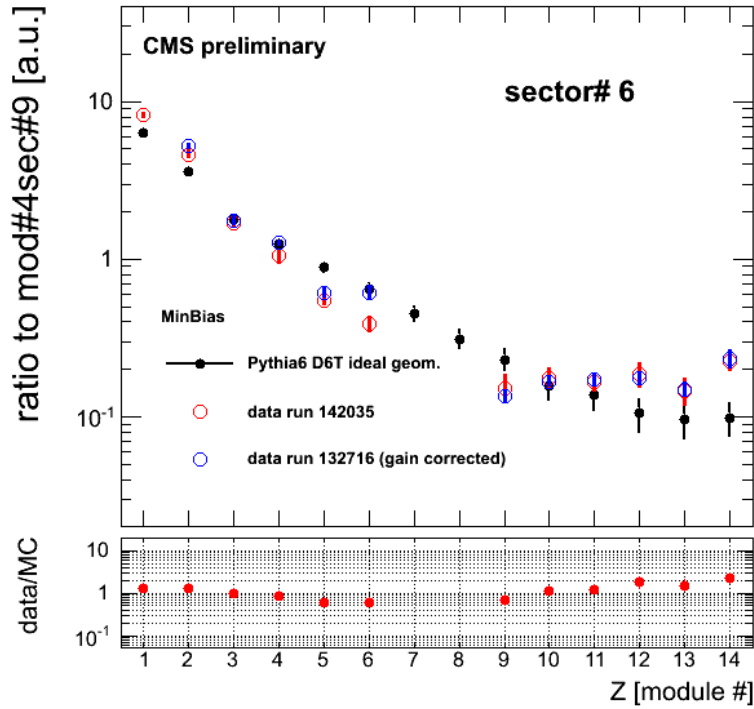 ratio to mod#4sec#9 [a.u.]
CMS preliminary
sector# 6
10
1
10⁻¹
MinBias
Pythia6 D6T ideal geom.
data run 142035
data run 132716 (gain corrected)
data/MC
10
1
10⁻¹
1 2 3 4 5 6 7 8 9 10 11 12 13 14
Z [module #]